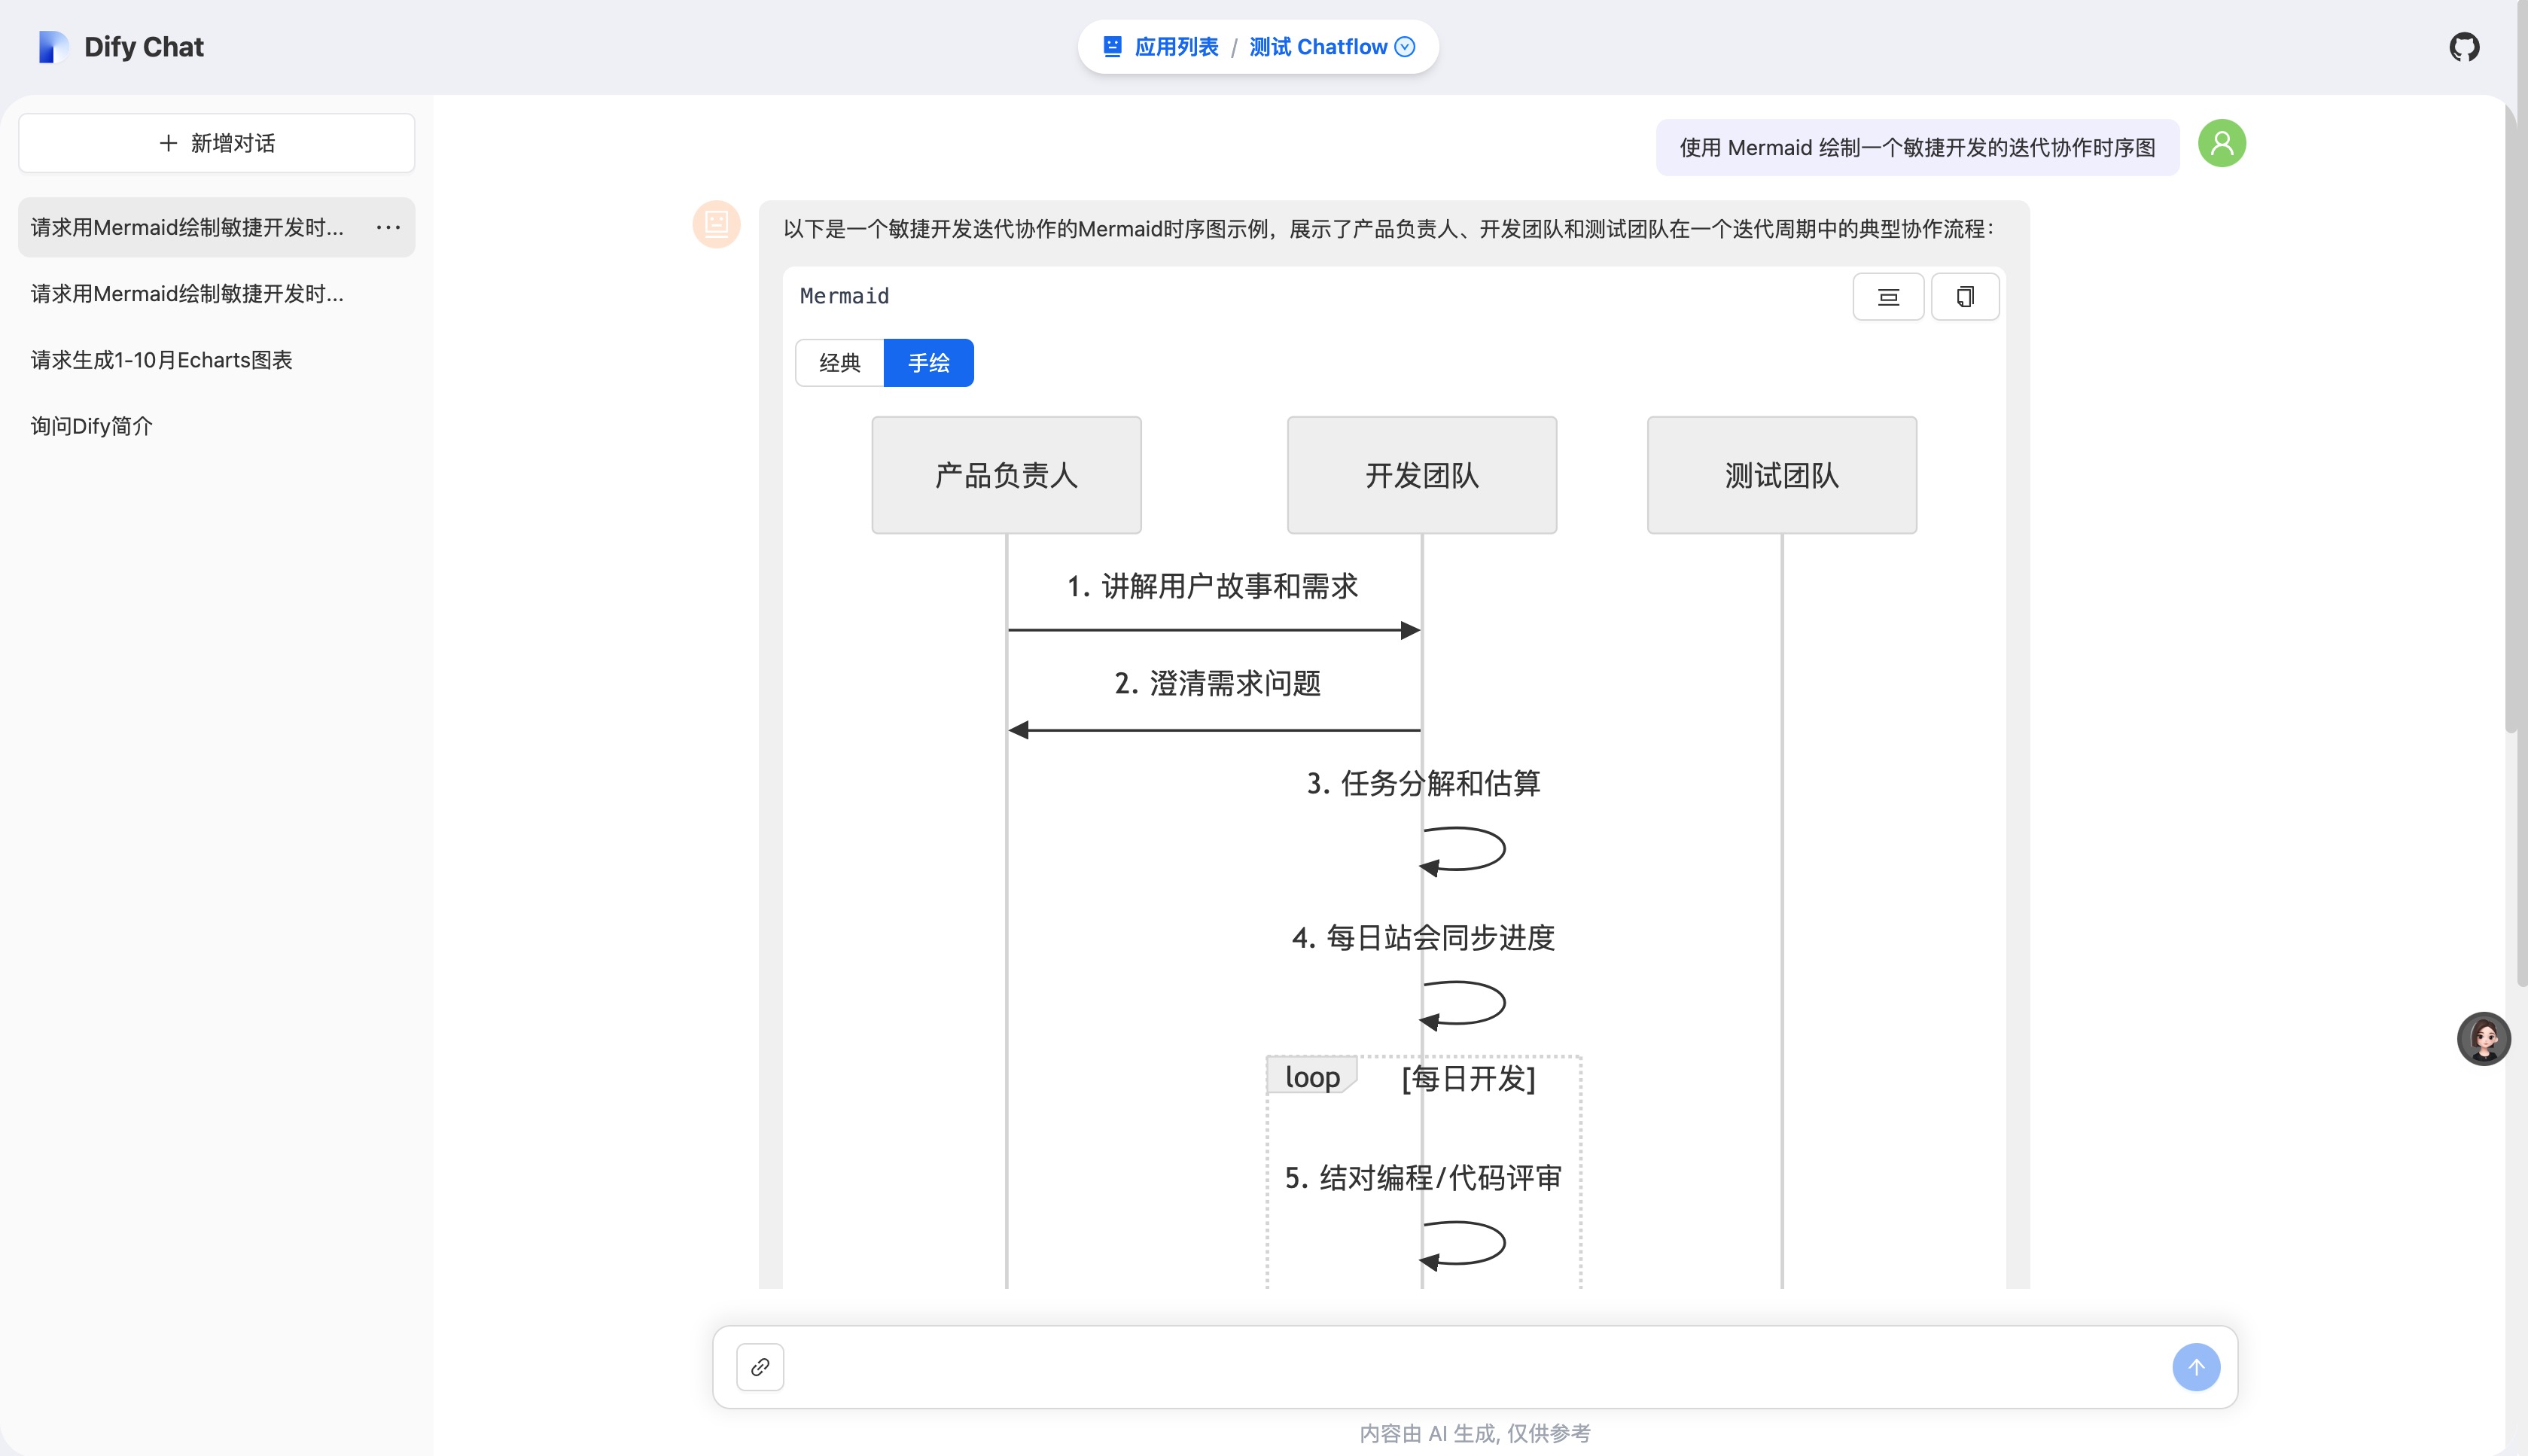 Dify Chat
应用列表 / 测试 Chatflow
新增对话
请求用Mermaid绘制敏捷开发时...
请求用Mermaid绘制敏捷开发时...
请求生成1-10月Echarts图表
询问Dify简介
使用 Mermaid 绘制一个敏捷开发的迭代协作时序图
以下是一个敏捷开发迭代协作的Mermaid时序图示例，展示了产品负责人、开发团队和测试团队在一个迭代周期中的典型协作流程：
Mermaid
经典 手绘
产品负责人 开发团队 测试团队
1. 讲解用户故事和需求
2. 澄清需求问题
3. 任务分解和估算
4. 每日站会同步进度
loop [每日开发]
5. 结对编程/代码评审
内容由 AI 生成, 仅供参考